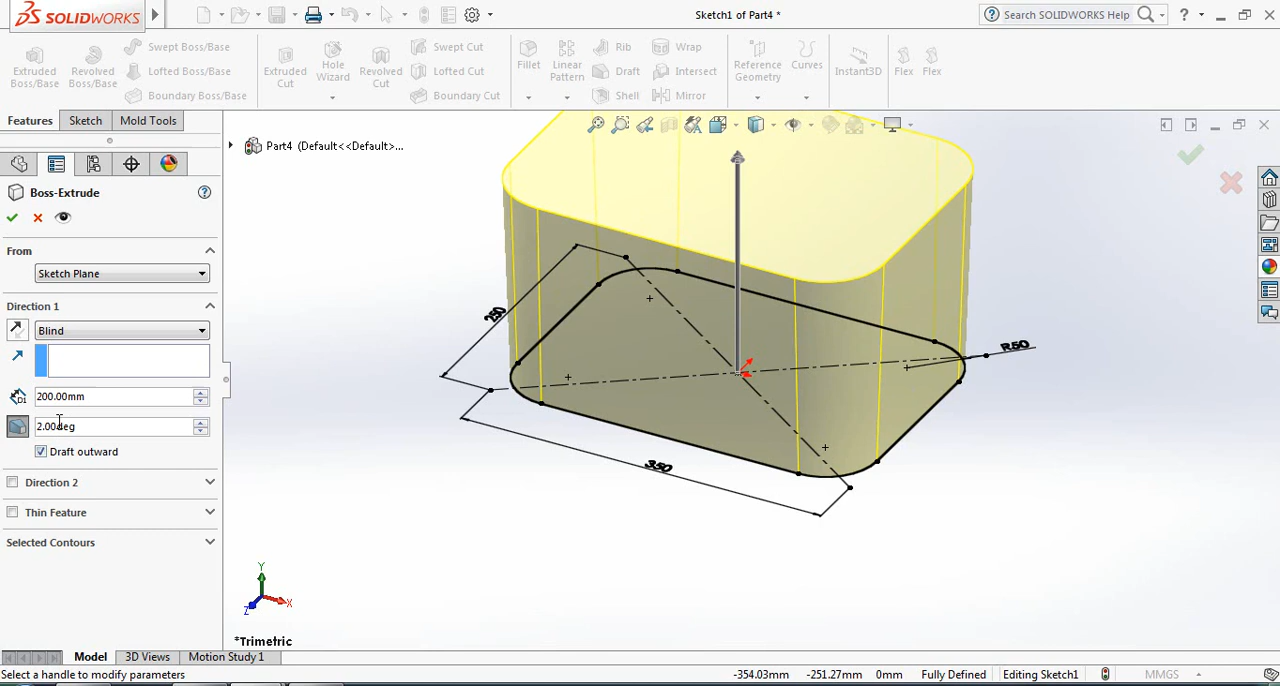 SOLIDWORKS
Sketch1 of Part4 *
Search SOLIDWORKS Help
Extruded Boss/Base
Revolved Boss/Base
Swept Boss/Base
Lofted Boss/Base
Boundary Boss/Base
Extruded Cut
Hole Wizard
Revolved Cut
Swept Cut
Lofted Cut
Boundary Cut
Fillet
Linear Pattern
Rib
Draft
Shell
Wrap
Intersect
Mirror
Reference Geometry
Curves
Instant3D
Flex
Flex
Features
Sketch
Mold Tools
Part4 (Default<<Default>...
Boss-Extrude
From
Sketch Plane
Direction 1
Blind
D1
200.00mm
2.00deg
Draft outward
Direction 2
Thin Feature
Selected Contours
250
350
R50
Y
X
Z
*Trimetric
Model
3D Views
Motion Study 1
Select a handle to modify parameters
-354.03mm
-251.27mm
0mm
Fully Defined
Editing Sketch1
MMGS